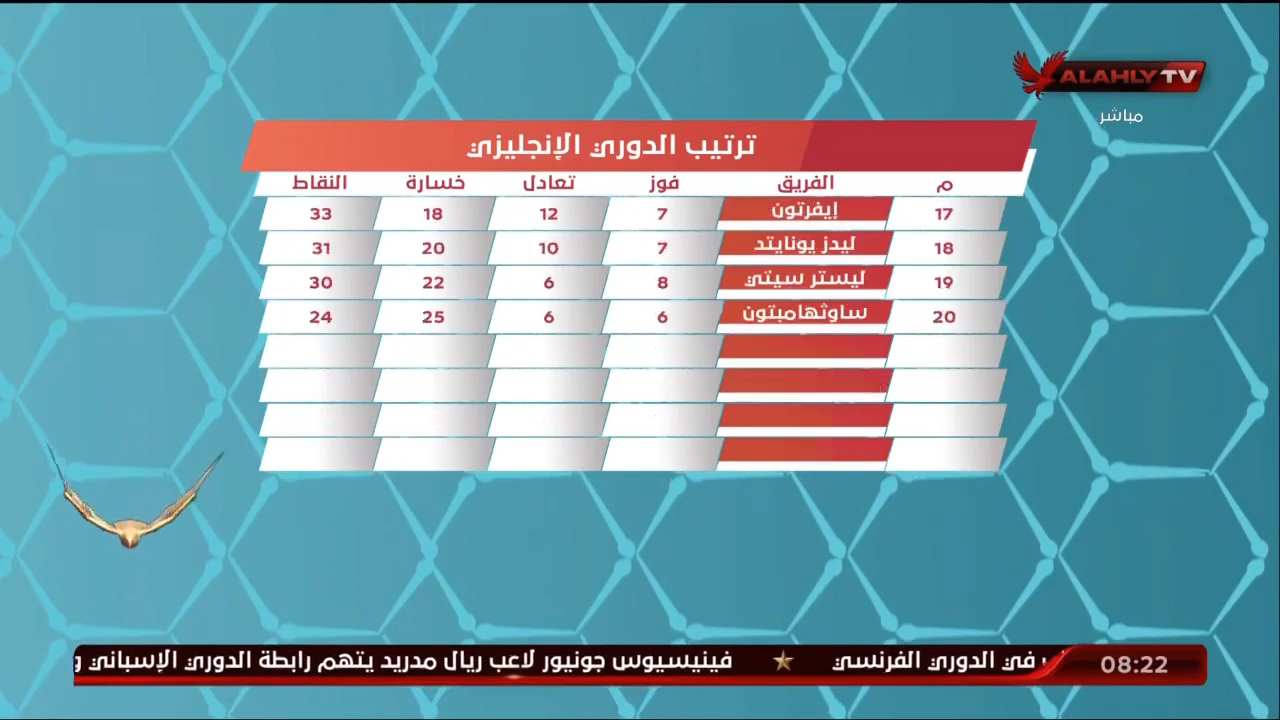 ALAHLY TV
مباشر
ترتيب الدوري الإنجليزي
م الفريق فوز تعادل خسارة النقاط
17 إيفرتون 7 12 18 33
18 ليدز يونايتد 7 10 20 31
19 ليستر سيتي 8 6 22 30
20 ساوثهامبتون 6 6 25 24
08:22 في الدوري الفرنسي فينيسيوس جونيور لاعب ريال مدريد يتهم رابطة الدوري الإسباني و